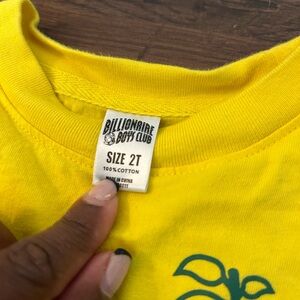 BILLIONAIRE
BOYS CLUB
SIZE 2T
100% COTTON
MADE IN CHINA